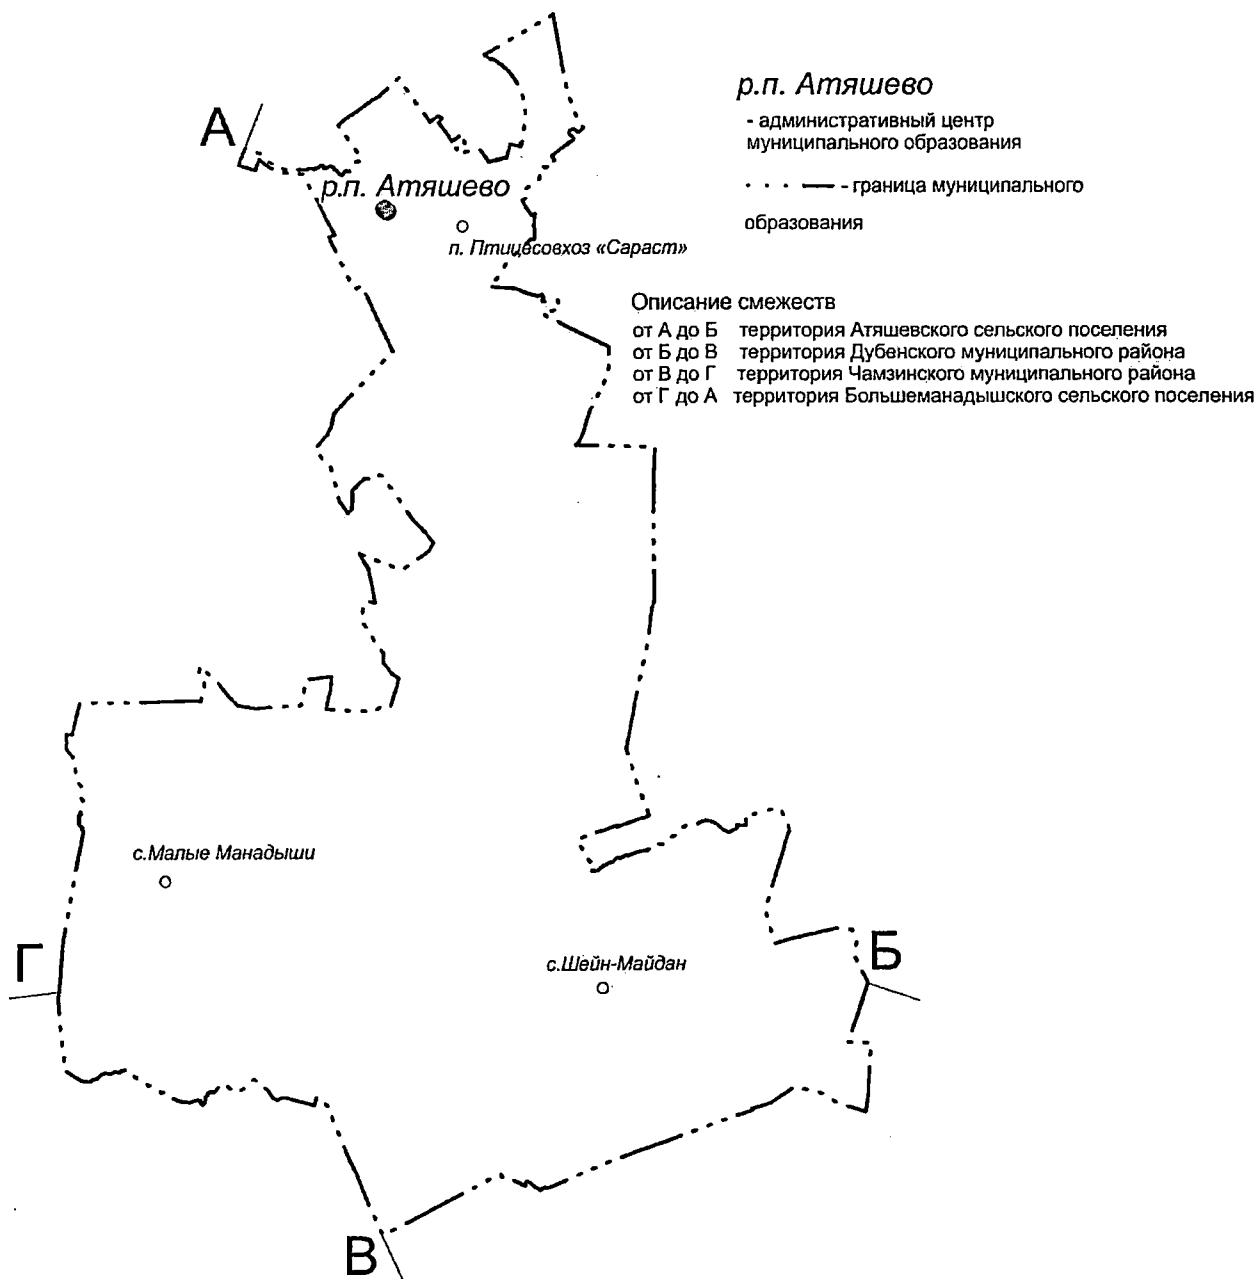 р.п. Атяшево
- административный центр
муниципального образования
- граница муниципального
образования
А
р.п. Атяшево
п. Птицесовхоз «Сараст»
Описание смежеств
от А до Б территория Атяшевского сельского поселения
от Б до В территория Дубенского муниципального района
от В до Г территория Чамзинского муниципального района
от Г до А территория Большеманадышского сельского поселения
с.Малые Манадыши
Г
с.Шейн-Майдан
Б
В